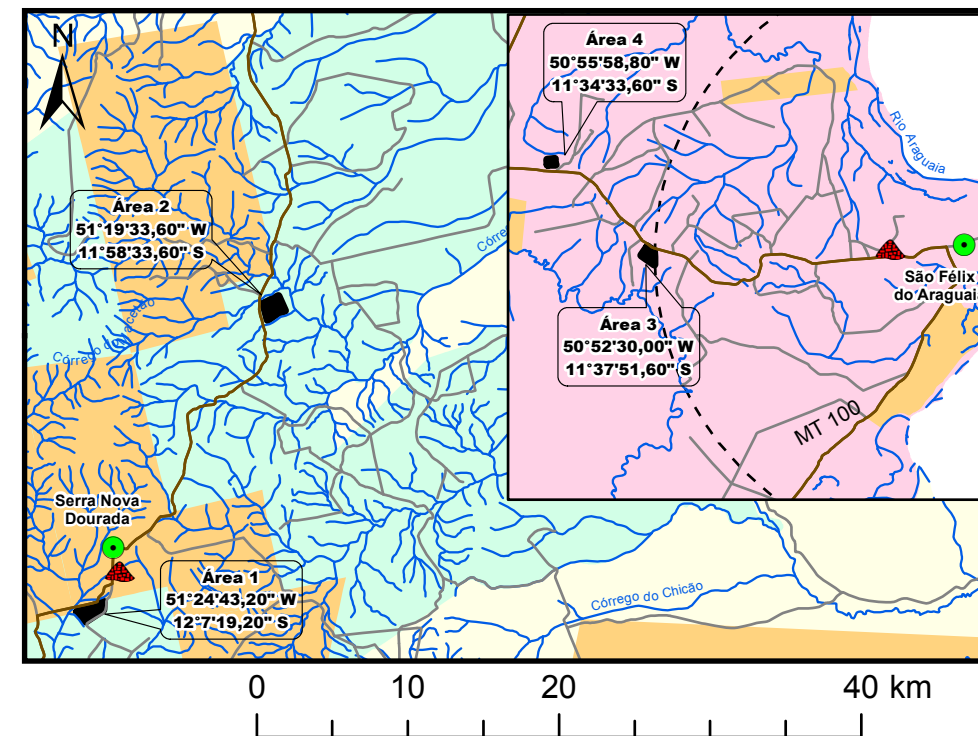 N
Área 4
50°55'58,80" W
11°34'33,60" S
Rio Araguaia
Área 2
51°19'33,60" W
11°58'33,60" S
Córre
São Félix
do Araguaia
Área 3
50°52'30,00" W
11°37'51,60" S
MT 100
Serra Nova
Dourada
Área 1
51°24'43,20" W
12°7'19,20" S
Córrego do Chicão
0 10 20 40 km